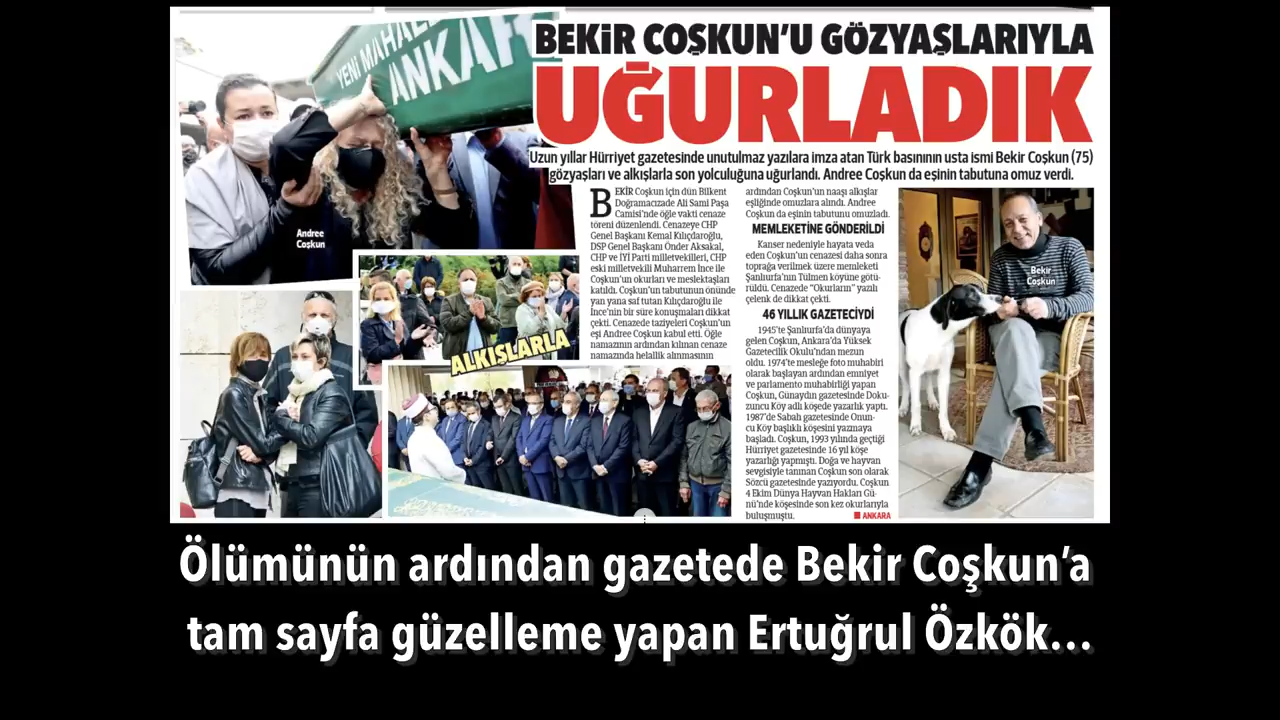 YENİ MAHALLE
ANKARA
BEKİR COŞKUN'U GÖZYAŞLARIYLA
UĞURLADIK
Uzun yıllar Hürriyet gazetesinde unutulmaz yazılara imza atan Türk basınının usta ismi Bekir Coşkun (75)
gözyaşları ve alkışlarla son yolculuğuna uğurlandı. Andree Coşkun da eşinin tabutuna omuz verdi.
Andree
Coşkun
ALKIŞLARLA
BEKİR Coşkun için dün Bilkent
Doğramacızade Ali Sami Paşa
Camisi'nde öğle vakti cenaze
töreni düzenlendi. Cenazeye CHP
Genel Başkanı Kemal Kılıçdaroğlu,
DSP Genel Başkanı Önder Aksakal,
CHP ve İYİ Parti milletvekilleri, CHP
eski milletvekili Muharrem İnce ile
Coşkun'un okurları ve meslektaşları
katıldı. Coşkun'un tabutunun önünde
yan yana saf tutan Kılıçdaroğlu ile
İnce'nin bir süre konuşmaları dikkat
çekti. Cenazede taziyeleri Coşkun'un
eşi Andree Coşkun kabul etti. Öğle
namazının ardından kılınan cenaze
namazında helallik alınmasının
ardından Coşkun'un naaşı alkışlar
eşliğinde omuzlara alındı. Andree
Coşkun da eşinin tabutunu omuzladı.
MEMLEKETİNE GÖNDERİLDİ
Kanser nedeniyle hayata veda
eden Coşkun'un cenazesi daha sonra
toprağa verilmek üzere memleketi
Şanlıurfa'nın Tülmen köyüne götü-
rüldü. Cenazede "Okurların" yazılı
çelenk de dikkat çekti.
46 YILLIK GAZETECİYDİ
1945'te Şanlıurfa'da dünyaya
gelen Coşkun, Ankara'da Yüksek
Gazetecilik Okulu'ndan mezun
oldu. 1974'te mesleğe foto muhabiri
olarak başlayan ardından emniyet
ve parlamento muhabirliği yapan
Coşkun, Günaydın gazetesinde Doku-
zuncu Köy adlı köşede yazarlık yaptı.
1987'de Sabah gazetesinde Onun-
cu Köy başlıklı köşesini yazmaya
başladı. Coşkun, 1993 yılında geçtiği
Hürriyet gazetesinde 16 yıl köşe
yazarlığı yapmıştı. Doğa ve hayvan
sevgisiyle tanınan Coşkun son olarak
Sözcü gazetesinde yazıyordu. Coşkun
4 Ekim Dünya Hayvan Hakları Gü-
nü'nde köşesinde son kez okurlarıyla
buluşmuştu.
ANKARA
Bekir
Coşkun
Ölümünün ardından gazetede Bekir Coşkun'a
tam sayfa güzelleme yapan Ertuğrul Özkök...